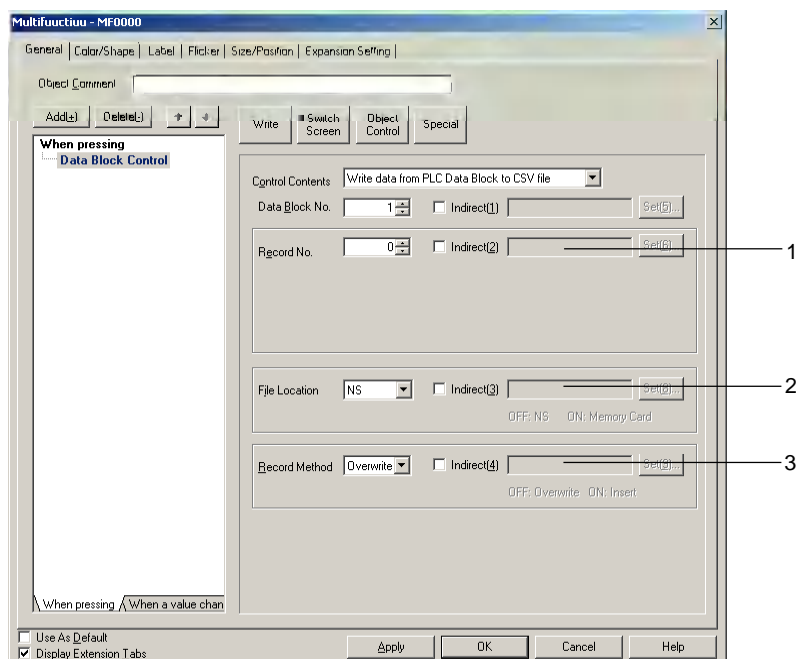 Multifuuctiuu - MF0000
General Color/Shape Label Flicker Size/Position Expansion Setting
Object Comment
Add(+) Delete(-) Write Switch Screen Object Control Special
When pressing
Data Block Control
Control Contents Write data from PLC Data Block to CSV file
Data Block No. 1 Indirect(1) Set(5)...
Record No. 0 Indirect(2) Set(6)... 1
File Location NS Indirect(3) Set(8)... 2
OFF: NS ON: Memory Card
Record Method Overwrite Indirect(4) Set(9)... 3
OFF: Overwrite ON: Insert
When pressing When a value chan
Use As Default
Display Extension Tabs
Apply OK Cancel Help